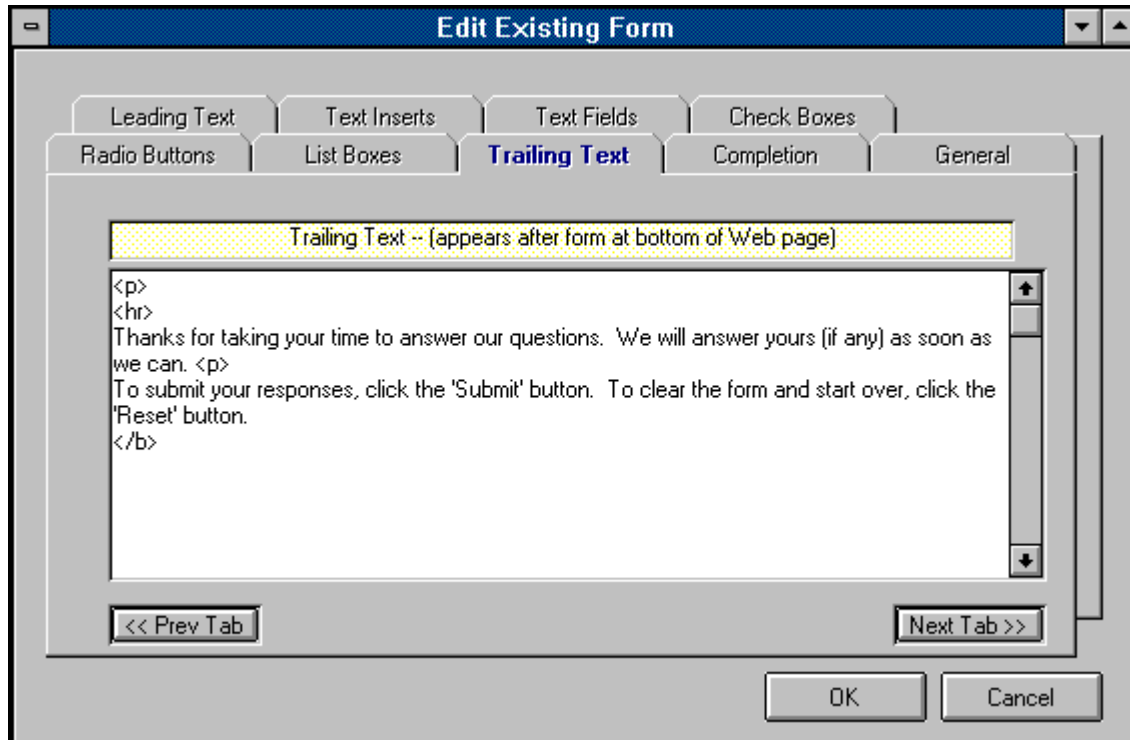 Edit Existing Form
Leading Text Text Inserts Text Fields Check Boxes
Radio Buttons List Boxes Trailing Text Completion General
Trailing Text -- (appears after form at bottom of Web page)
<p>
<hr>
Thanks for taking your time to answer our questions.  We will answer yours (if any) as soon as
we can. <p>
To submit your responses, click the 'Submit' button.  To clear the form and start over, click the
'Reset' button.
</b>
<< Prev Tab Next Tab >>
OK Cancel